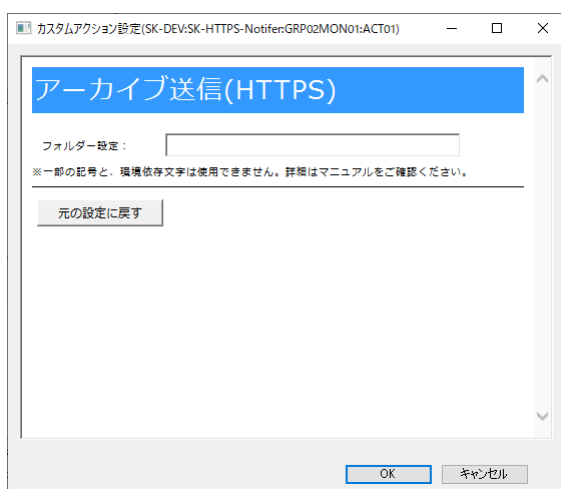 カスタムアクション設定(SK-DEV:SK-HTTPS-Notifer:GRP02MON01:ACT01)
アーカイブ送信(HTTPS)
フォルダー設定：
※一部の記号と、環境依存文字は使用できません。詳細はマニュアルをご確認ください。
元の設定に戻す
OK
キャンセル